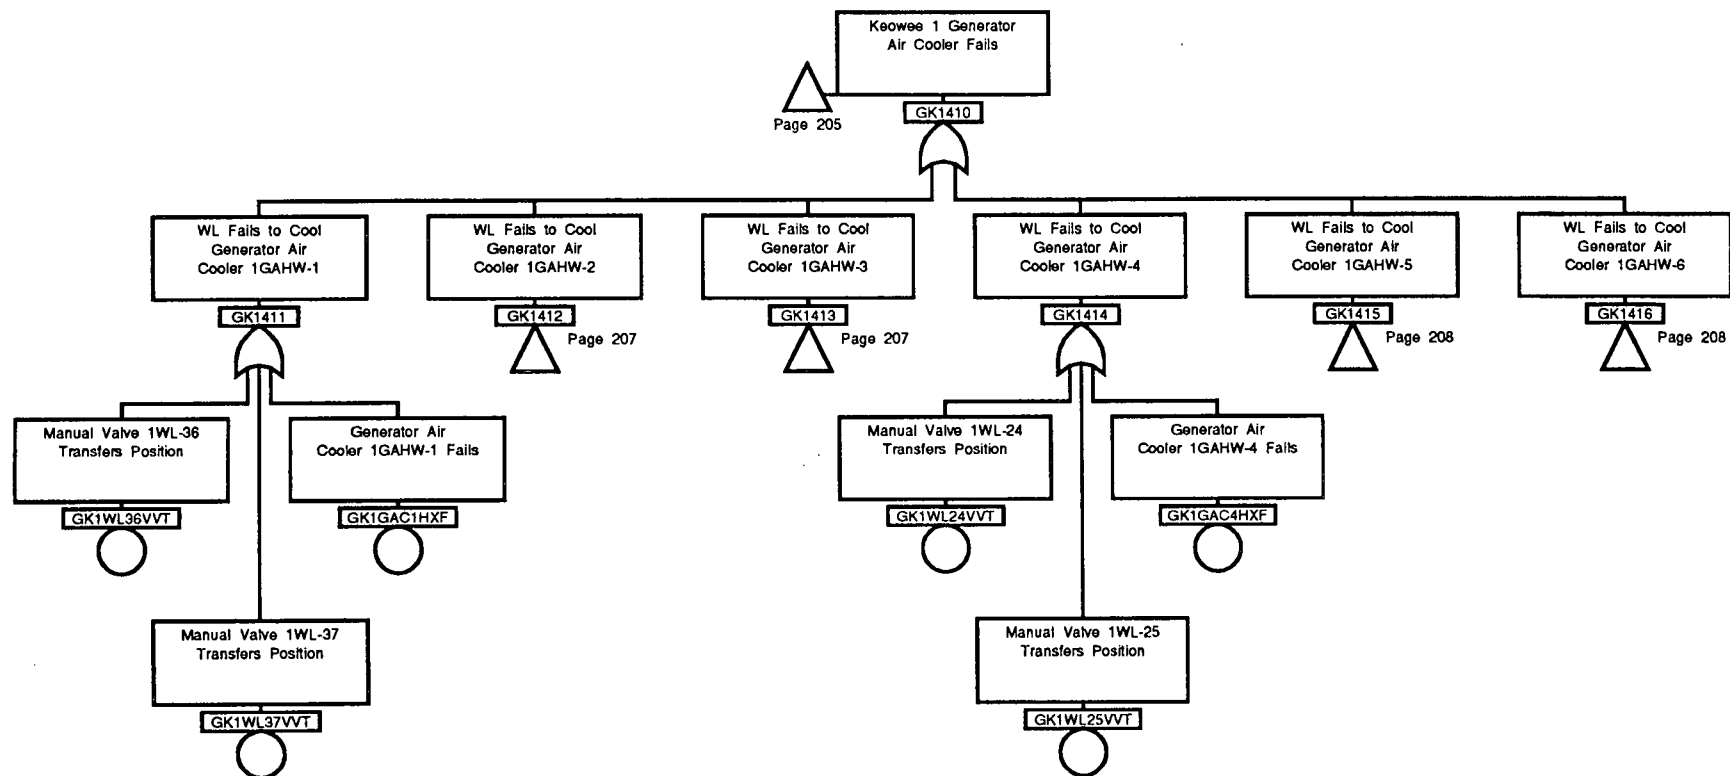 Keowee 1 Generator
Air Cooler Fails
Page 205
GK1410
WL Fails to Cool
Generator Air
Cooler 1GAHW-1
GK1411
WL Fails to Cool
Generator Air
Cooler 1GAHW-2
GK1412
Page 207
WL Fails to Cool
Generator Air
Cooler 1GAHW-3
GK1413
Page 207
WL Fails to Cool
Generator Air
Cooler 1GAHW-4
GK1414
WL Fails to Cool
Generator Air
Cooler 1GAHW-5
GK1415
Page 208
WL Fails to Cool
Generator Air
Cooler 1GAHW-6
GK1416
Page 208
Manual Valve 1WL-36
Transfers Position
GK1WL36VVT
Generator Air
Cooler 1GAHW-1 Fails
GK1GAC1HXF
Manual Valve 1WL-24
Transfers Position
GK1WL24VVT
Generator Air
Cooler 1GAHW-4 Fails
GK1GAC4HXF
Manual Valve 1WL-37
Transfers Position
GK1WL37VVT
Manual Valve 1WL-25
Transfers Position
GK1WL25VVT